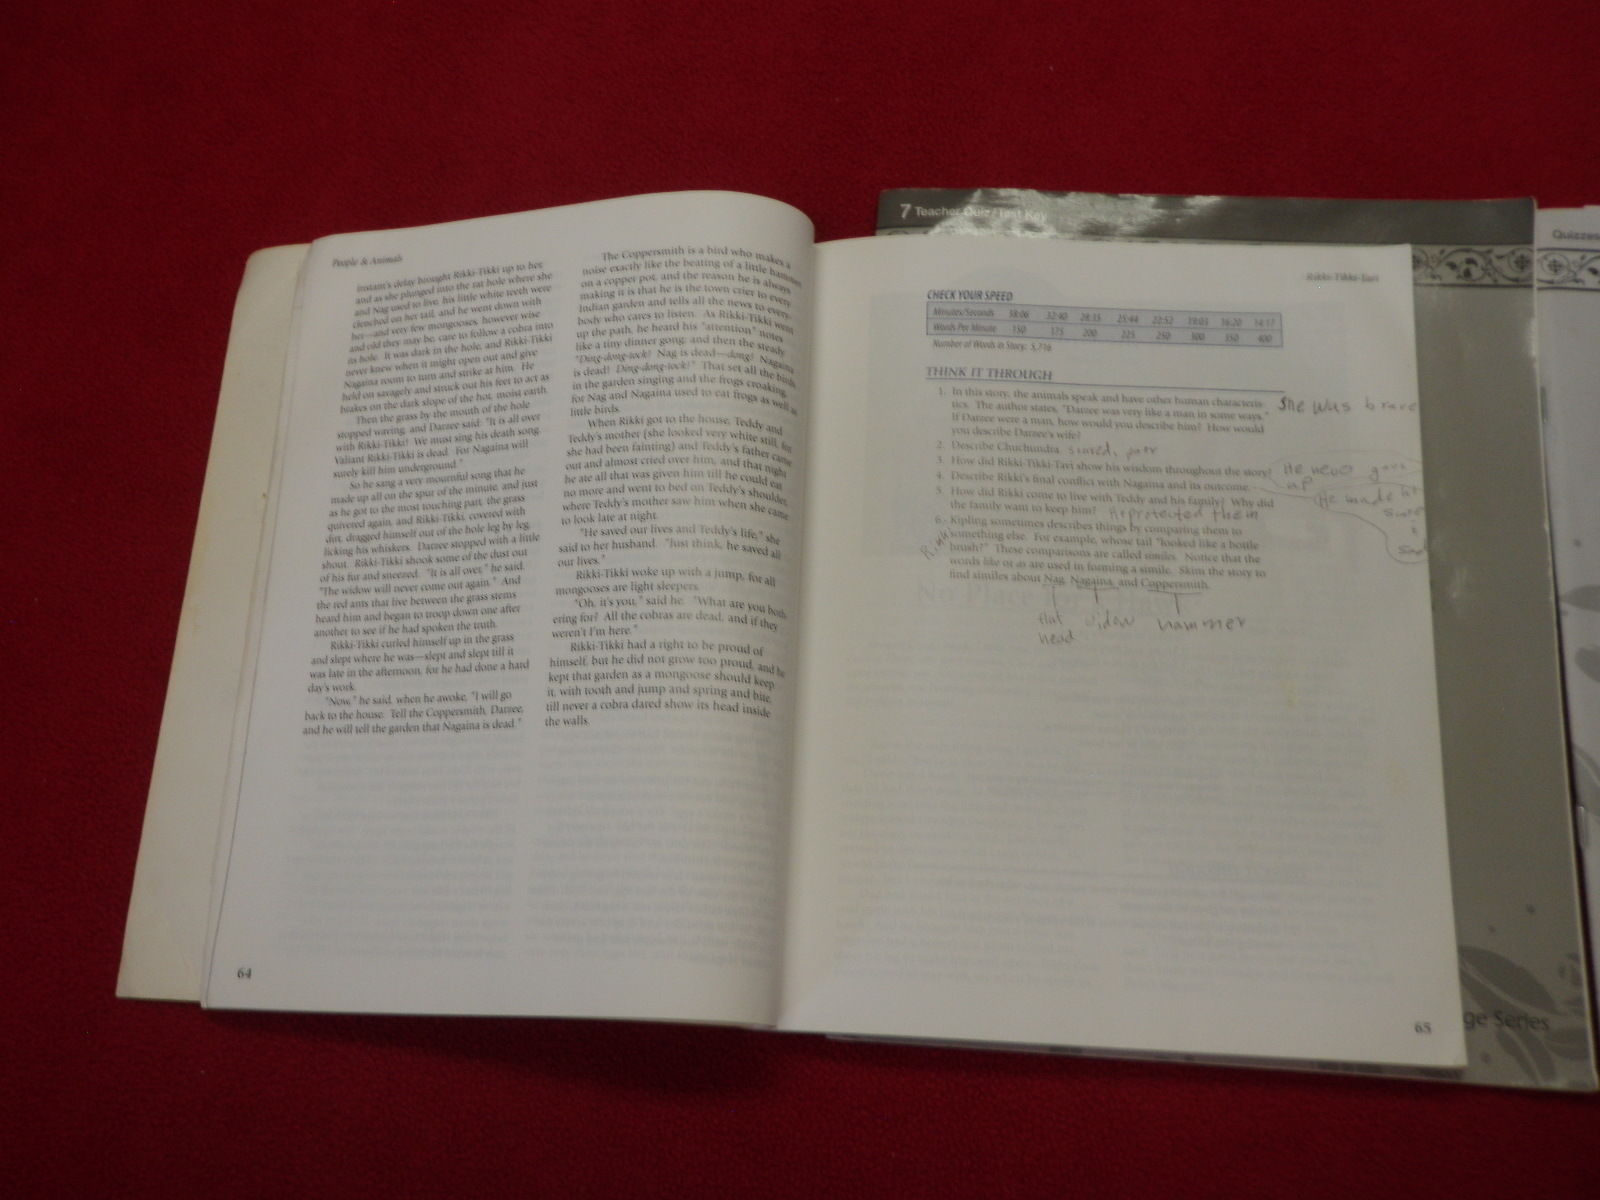 People & Animals
instant's delay brought Rikki-Tikki up to her,
and as she plunged into the rat hole where she
and Nag used to live, his little white teeth were
clenched on her tail, and he went down with
her—and very few mongooses, however wise
and old they may be, care to follow a cobra into
its hole. It was dark in the hole, and Rikki-Tikki
never knew when it might open out and give
Nagaina room to turn and strike at him. He
held on savagely and struck out his feet to act as
brakes on the dark slope of the hot, moist earth.
Then the grass by the mouth of the hole
stopped waving, and Darzee said: "It is all over
with Rikki-Tikki! We must sing his death song.
Valiant Rikki-Tikki is dead. For Nagaina will
surely kill him underground."
So he sang a very mournful song that he
made up all on the spur of the minute, and just
as he got to the most touching part, the grass
quivered again, and Rikki-Tikki, covered with
dirt, dragged himself out of the hole leg by leg,
licking his whiskers. Darzee stopped with a little
shout. Rikki-Tikki shook some of the dust out
of his fur and sneezed. "It is all over," he said.
"The widow will never come out again." And
the red ants that live between the grass stems
heard him and began to troop down one after
another to see if he had spoken the truth.
Rikki-Tikki curled himself up in the grass
and slept where he was—slept and slept till it
was late in the afternoon, for he had done a hard
day's work.
"Now," he said, when he awoke, "I will go
back to the house. Tell the Coppersmith, Darzee,
and he will tell the garden that Nagaina is dead."
The Coppersmith is a bird who makes a
noise exactly like the beating of a little hammer
on a copper pot, and the reason he is always
making it is that he is the town crier to every
Indian garden and tells all the news to every-
body who cares to listen. As Rikki-Tikki went
up the path, he heard his "attention" notes
like a tiny dinner gong; and then the steady
"Ding-dong-tock! Nag is dead—dong! Nagaina
is dead! Ding-dong-tock!" That set all the birds
in the garden singing and the frogs croaking,
for Nag and Nagaina used to eat frogs as well as
little birds.
When Rikki got to the house, Teddy and
Teddy's mother (she looked very white still, for
she had been fainting) and Teddy's father came
out and almost cried over him, and that night
he ate all that was given him till he could eat
no more and went to bed on Teddy's shoulder,
where Teddy's mother saw him when she came
to look late at night.
"He saved our lives and Teddy's life," she
said to her husband. "Just think, he saved all
our lives."
Rikki-Tikki woke up with a jump, for all
mongooses are light sleepers.
"Oh, it's you," said he. "What are you both-
ering for? All the cobras are dead, and if they
weren't I'm here."
Rikki-Tikki had a right to be proud of
himself, but he did not grow too proud, and he
kept that garden as a mongoose should keep
it, with tooth and jump and spring and bite,
till never a cobra dared show its head inside
the walls.
64
7 Teacher Quiz/Test Key
Quizzes
Rikki-Tikki-Tavi
CHECK YOUR SPEED
Minutes/Seconds 38:06 32:40 28:35 25:44 22:52 19:03 16:20 14:17
Words Per Minute 150 175 200 225 250 300 350 400
Number of Words in Story: 5,716
THINK IT THROUGH
1. In this story, the animals speak and have other human characteris-
tics. The author states, "Darzee was very like a man in some ways."
If Darzee were a man, how would you describe him? How would
you describe Darzee's wife?
She was brave
2. Describe Chuchundra. scared, poor
3. How did Rikki-Tikki-Tavi show his wisdom throughout the story? He never gave
up
4. Describe Rikki's final conflict with Nagaina and its outcome.
He made it
5. How did Rikki come to live with Teddy and his family? Why did
the family want to keep him? He protected them
6. Kipling sometimes describes things by comparing them to
something else. For example, whose tail "looked like a bottle
brush?" These comparisons are called similes. Notice that the
words like or as are used in forming a simile. Skim the story to
find similes about Nag, Nagaina, and Coppersmith.
Rikki
flat widow hammer
head
65
ge Series